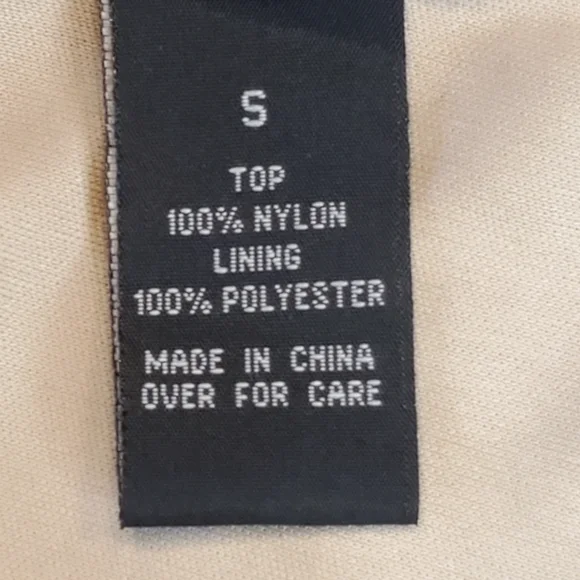 S
TOP
100% NYLON
LINING
100% POLYESTER
MADE IN CHINA
OVER FOR CARE